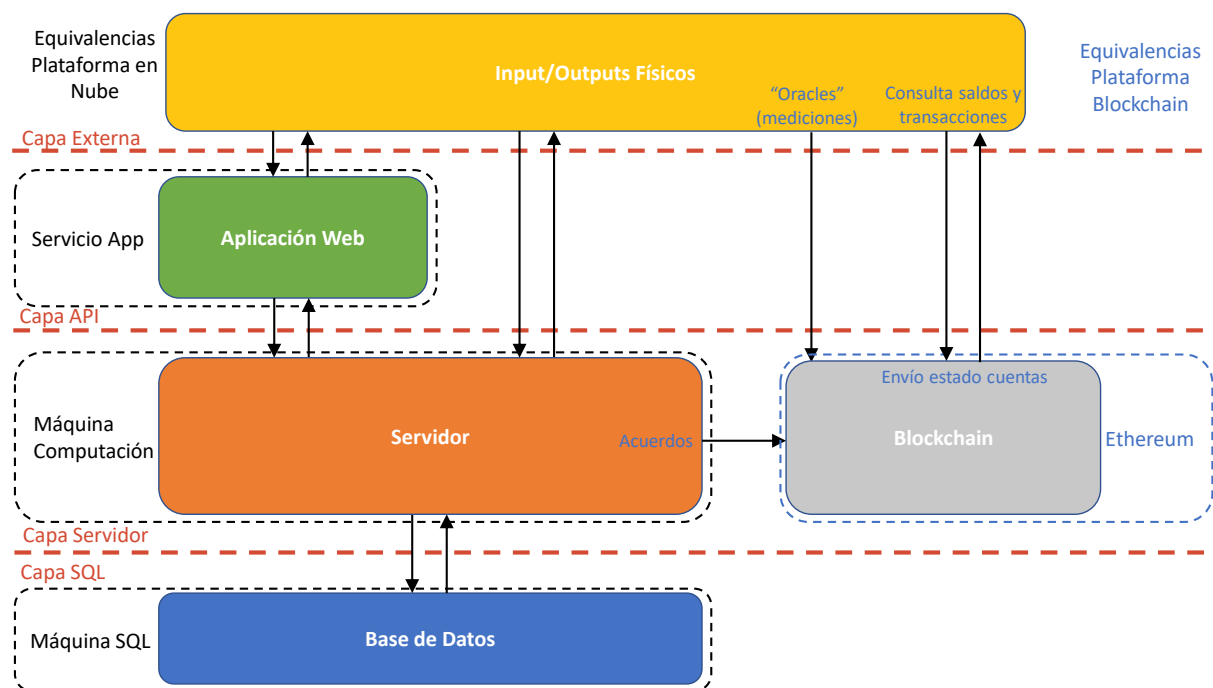 Equivalencias
Plataforma en
Nube
Input/Outputs Físicos
“Oracles”
(mediciones)
Consulta saldos y
transacciones
Equivalencias
Plataforma
Blockchain
Capa Externa
Servicio App
Aplicación Web
Capa API
Máquina
Computación
Servidor
Acuerdos
Envío estado cuentas
Blockchain
Ethereum
Capa Servidor
Capa SQL
Máquina SQL
Base de Datos